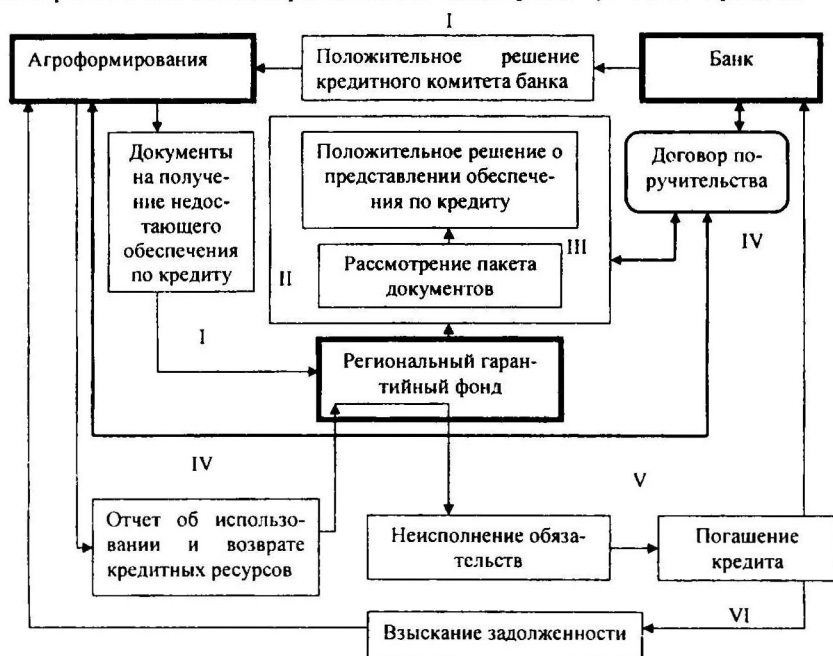 I
Агроформирования
Положительное решение
кредитного комитета банка
Банк
Документы
на получе-
ние недос-
тающего
обеспечения
по кредиту
Положительное решение о
представлении обеспече-
ния по кредиту
Договор по-
ручительства
III
IV
Рассмотрение пакета
документов
II
I
Региональный гаран-
тийный фонд
IV
V
Отчет об использо-
вании и возврате
кредитных ресурсов
Неисполнение обяза-
тельств
Погашение
кредита
VI
Взыскание задолженности